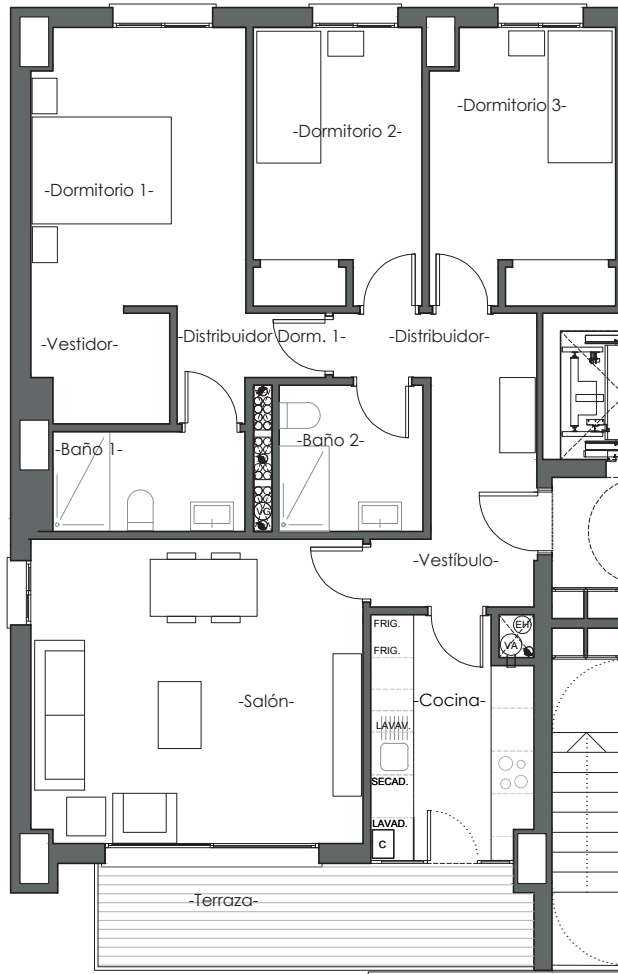 -Dormitorio 1-
-Dormitorio 2-
-Dormitorio 3-
-Vestidor-
-Distribuidor Dorm. 1-
-Distribuidor-
-Baño 1-
-Baño 2-
VG
-Vestíbulo-
EH
VA
FRIG.
FRIG.
-Salón-
-Cocina-
LAVAV.
SECAD.
LAVAD.
C
-Terraza-